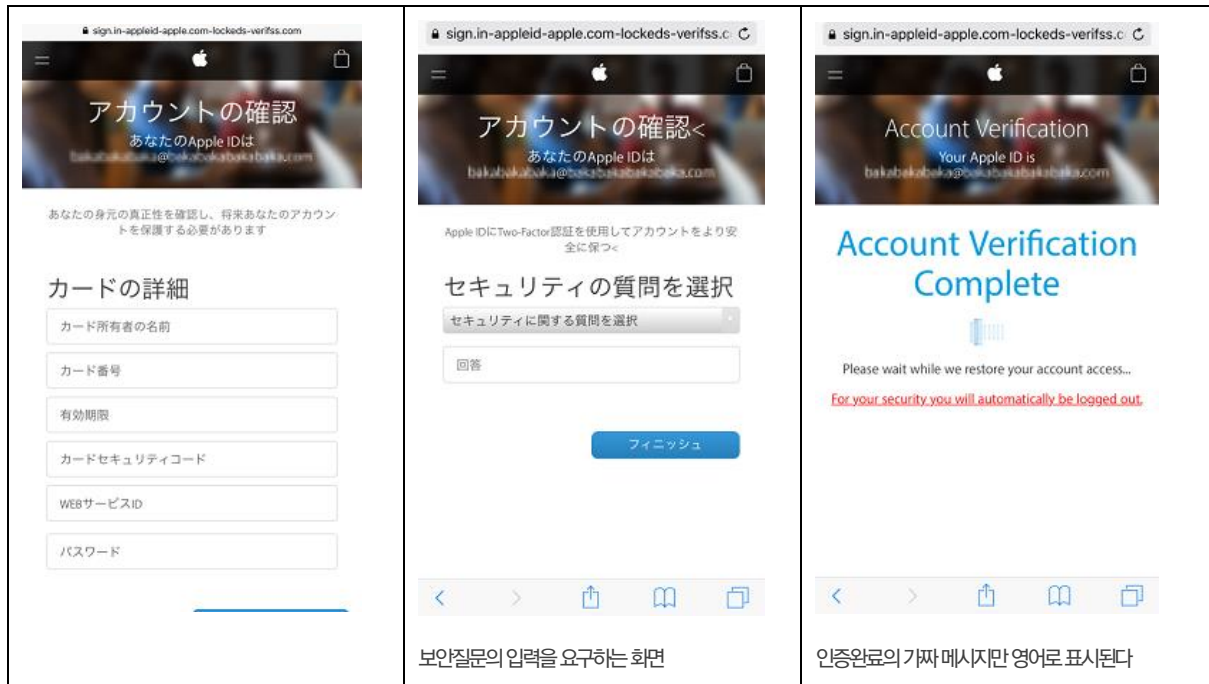 sign.in-appleid-apple.com-lockeds-verifss.com
アカウントの確認
あなたのApple IDは
あなたの身元の真正性を確認し、将来あなたのアカウン
トを保護する必要があります
カードの詳細
カード所有者の名前
カード番号
有効期限
カードセキュリティコード
WEBサービスID
パスワード
sign.in-appleid-apple.com-lockeds-verifss.c
アカウントの確認<
あなたのApple IDは
bakabakabaka@bakabakabakabaka.com
Apple IDにTwo-Factor認証を使用してアカウントをより安
全に保つ<
セキュリティの質問を選択
セキュリティに関する質問を選択
回答
フィニッシュ
보안질문의 입력을 요구하는 화면
sign.in-appleid-apple.com-lockeds-verifss.c
Account Verification
Your Apple ID is
bakabakabaka@bakabakabakabaka.com
Account Verification
Complete
Please wait while we restore your account access...
For your security you will automatically be logged out.
인증완료의 가짜 메시지만 영어로 표시된다